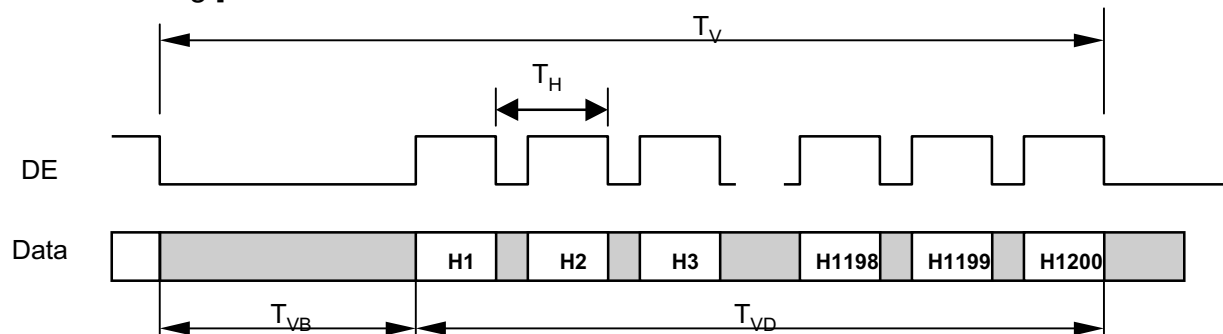 T_V
T_H
DE
Data H1 H2 H3 H1198 H1199 H1200
T_VB T_VD